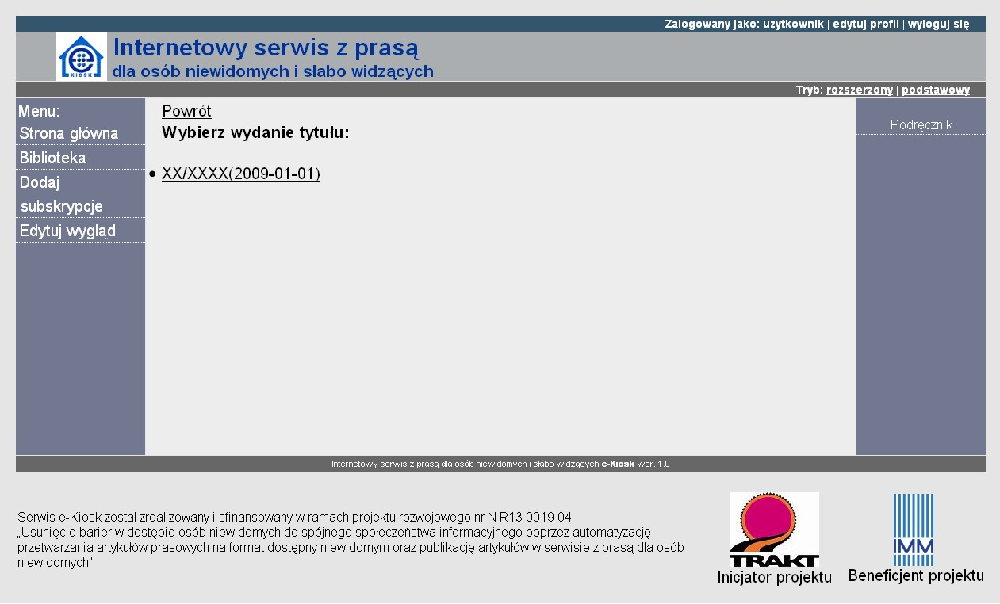 Zalogowany jako: uzytkownik | edytuj profil | wyloguj się
KIOSK
Internetowy serwis z prasą
dla osób niewidomych i slabo widzących
Tryb: rozszerzony | podstawowy
Menu:
Strona główna
Biblioteka
Dodaj
subskrypcje
Edytuj wygląd
Powrót
Wybierz wydanie tytulu:
• XX/XXXX(2009-01-01)
Podręcznik
Internetowy serwis z prasą dla osób niewidomych i słabo widzących e-Kiosk wer. 1.0
Serwis e-Kiosk został zrealizowany i sfinansowany w ramach projektu rozwojowego nr N R13 0019 04
„Usunięcie barier w dostępie osób niewidomych do spójnego społeczeństwa informacyjnego poprzez automatyzację
przetwarzania artykułów prasowych na format dostępny niewidomym oraz publikację artykułów w serwisie z prasą dla osób
niewidomych”
TRAKT
Inicjator projektu
IMM
Beneficjent projektu